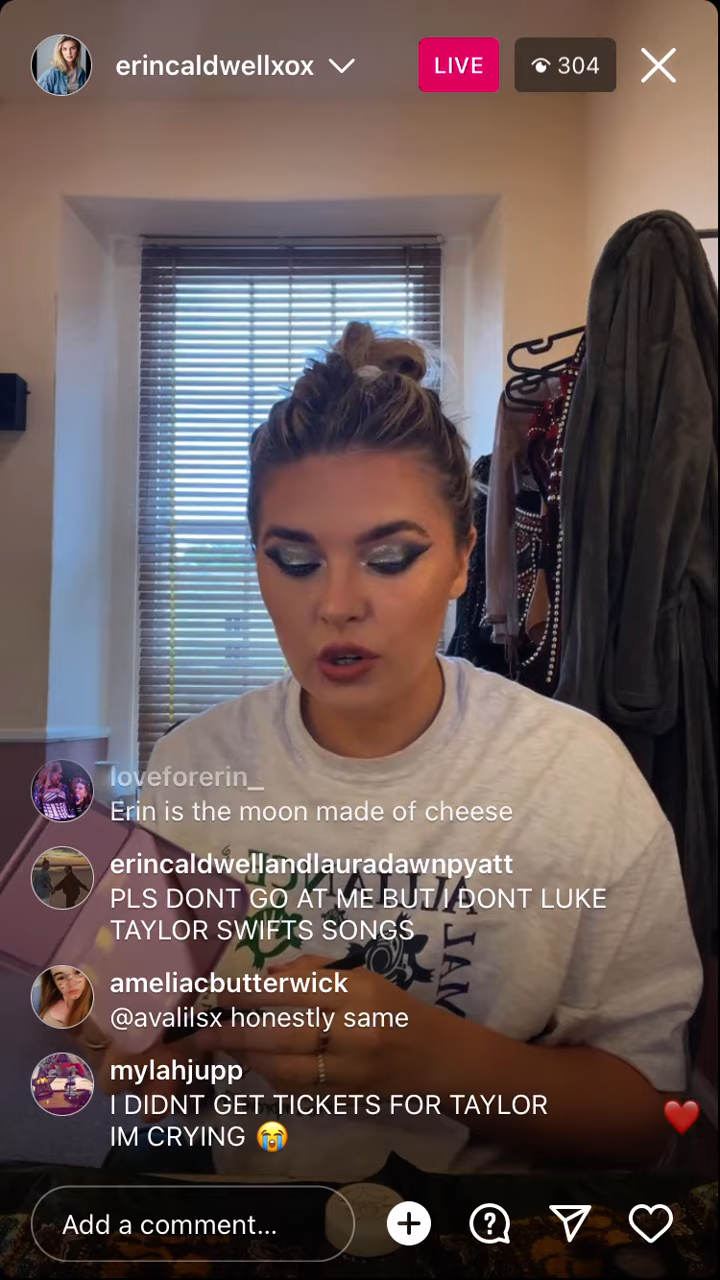 erincaldwellxox
LIVE
304
loveforerin_
Erin is the moon made of cheese
erincaldwellandlauradawnpyatt
PLS DONT GO AT ME BUT I DONT LUKE
TAYLOR SWIFTS SONGS
ameliacbutterwick
@avalilsx honestly same
mylahjupp
I DIDNT GET TICKETS FOR TAYLOR
IM CRYING 😭
Add a comment...